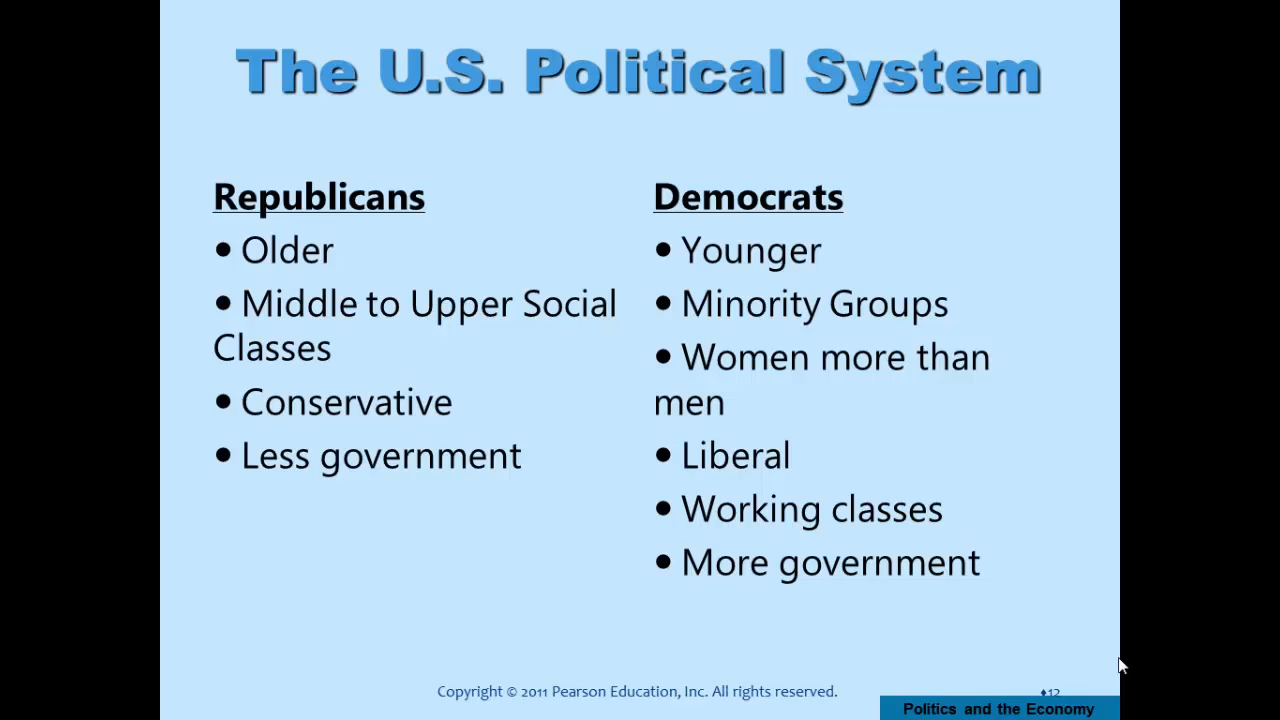 The U.S. Political System
Republicans
• Older
• Middle to Upper Social
Classes
• Conservative
• Less government
Democrats
• Younger
• Minority Groups
• Women more than
men
• Liberal
• Working classes
• More government
Copyright © 2011 Pearson Education, Inc. All rights reserved.
♦12
Politics and the Economy